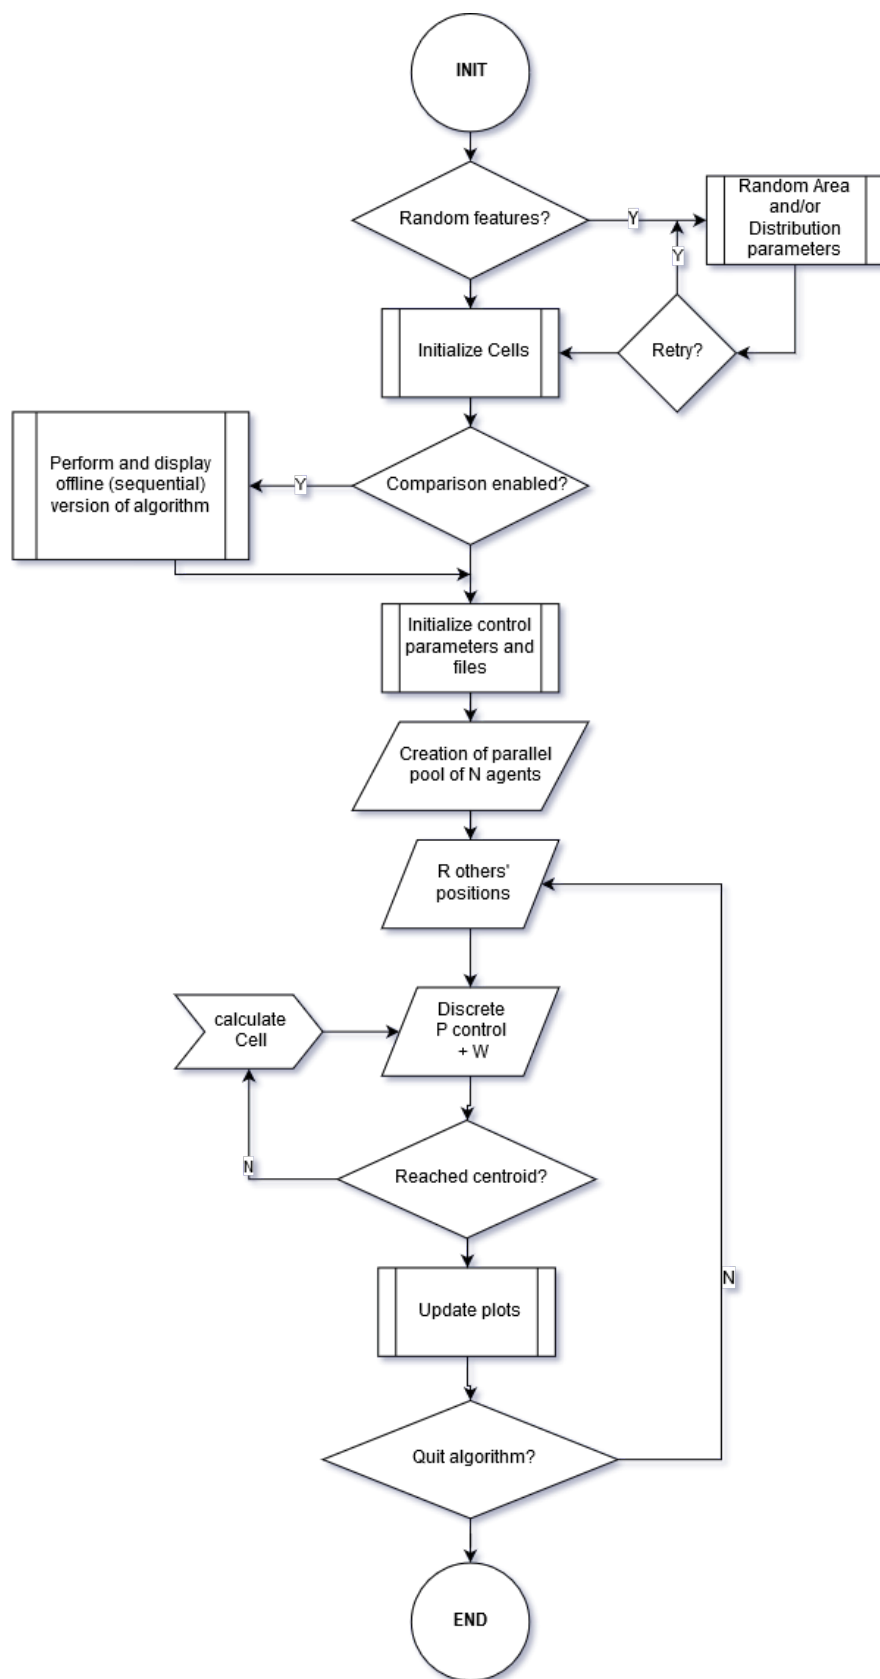 INIT
Random features?
Y
Random Area
and/or
Distribution
parameters
Y
Initialize Cells
Retry?
Perform and display
offline (sequential)
version of algorithm
Y
Comparison enabled?
Initialize control
parameters and
files
Creation of parallel
pool of N agents
R others'
positions
calculate
Cell
Discrete
P control
+ W
N
Reached centroid?
Update plots
N
Quit algorithm?
END